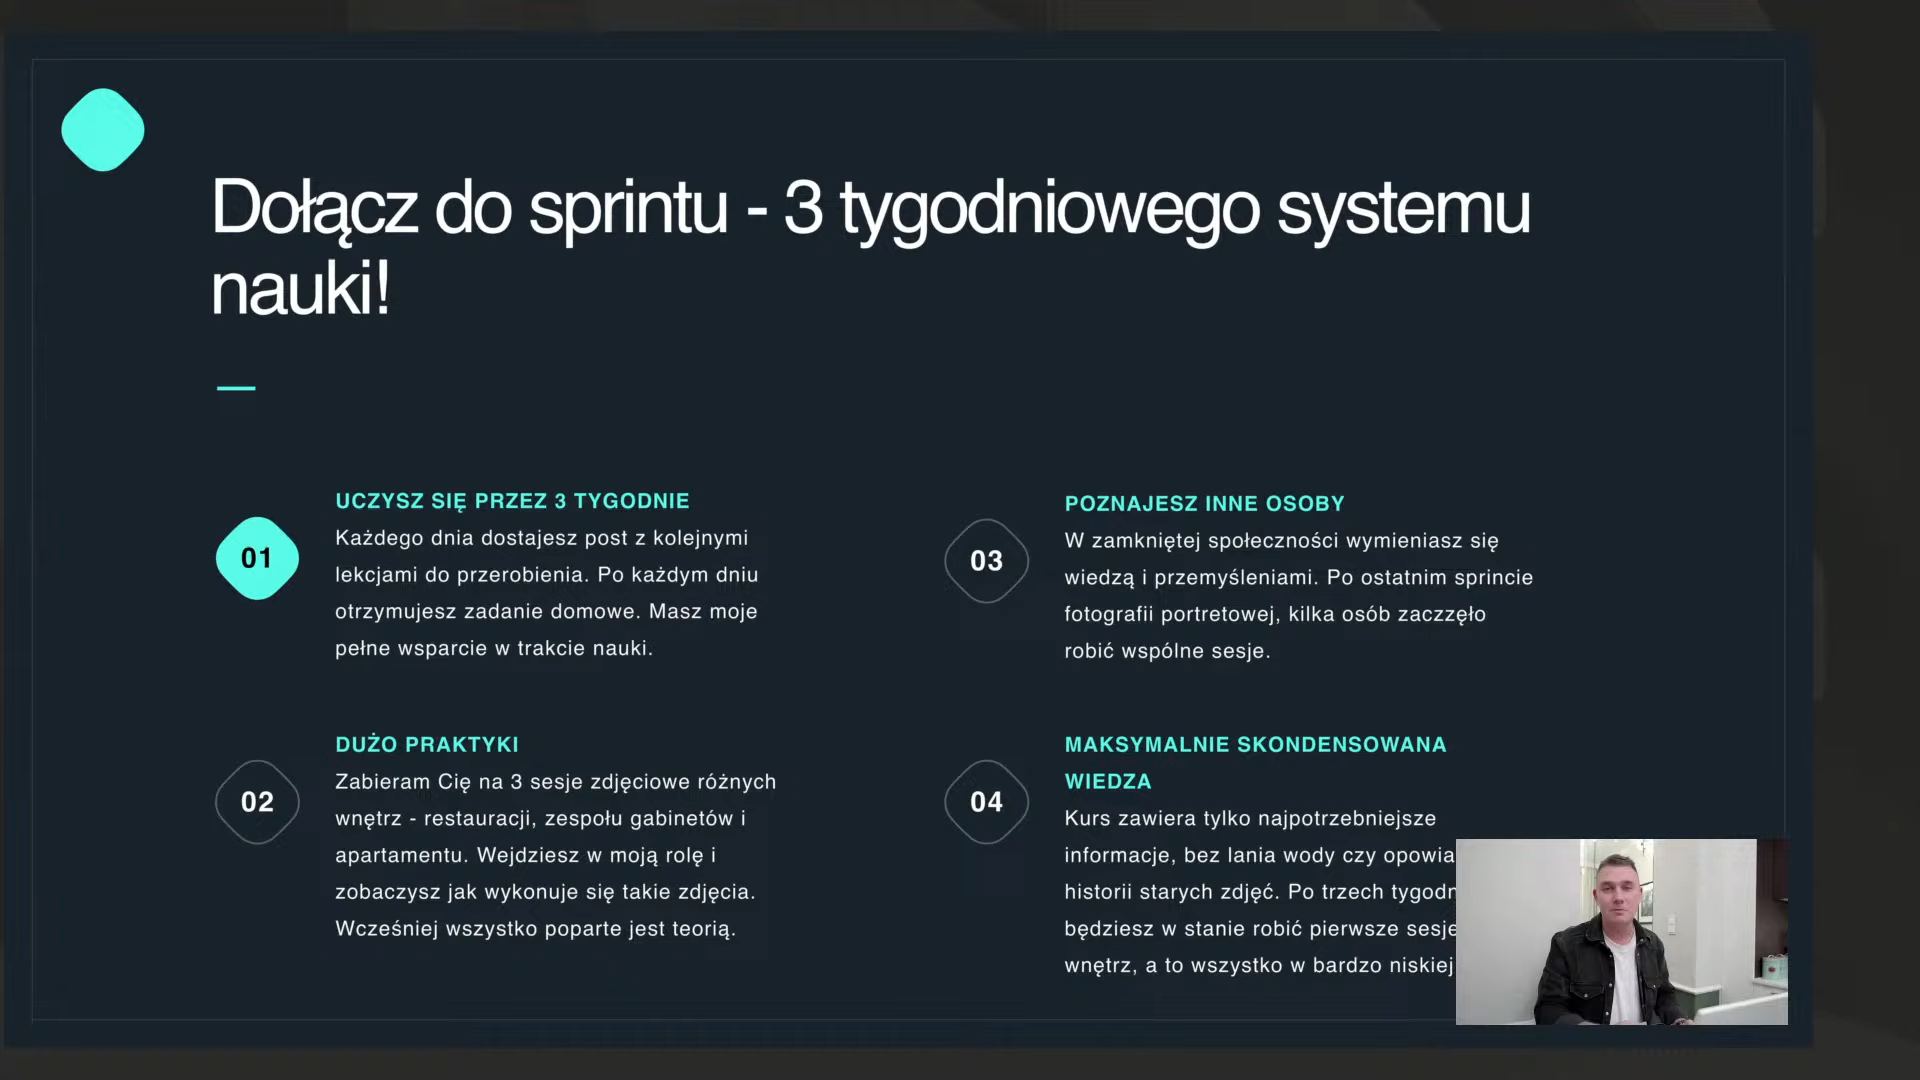 Dołącz do sprintu - 3 tygodniowego systemu
nauki!
01
UCZYSZ SIĘ PRZEZ 3 TYGODNIE
Każdego dnia dostajesz post z kolejnymi
lekcjami do przerobienia. Po każdym dniu
otrzymujesz zadanie domowe. Masz moje
pełne wsparcie w trakcie nauki.
02
DUŻO PRAKTYKI
Zabieram Cię na 3 sesje zdjęciowe różnych
wnętrz - restauracji, zespołu gabinetów i
apartamentu. Wejdziesz w moją rolę i
zobaczysz jak wykonuje się takie zdjęcia.
Wcześniej wszystko poparte jest teorią.
03
POZNAJESZ INNE OSOBY
W zamkniętej społeczności wymieniasz się
wiedzą i przemyśleniami. Po ostatnim sprincie
fotografii portretowej, kilka osób zaczzęło
robić wspólne sesje.
04
MAKSYMALNIE SKONDENSOWANA
WIEDZA
Kurs zawiera tylko najpotrzebniejsze
informacje, bez lania wody czy opowia
historii starych zdjęć. Po trzech tygodn
będziesz w stanie robić pierwsze sesje
wnętrz, a to wszystko w bardzo niskiej